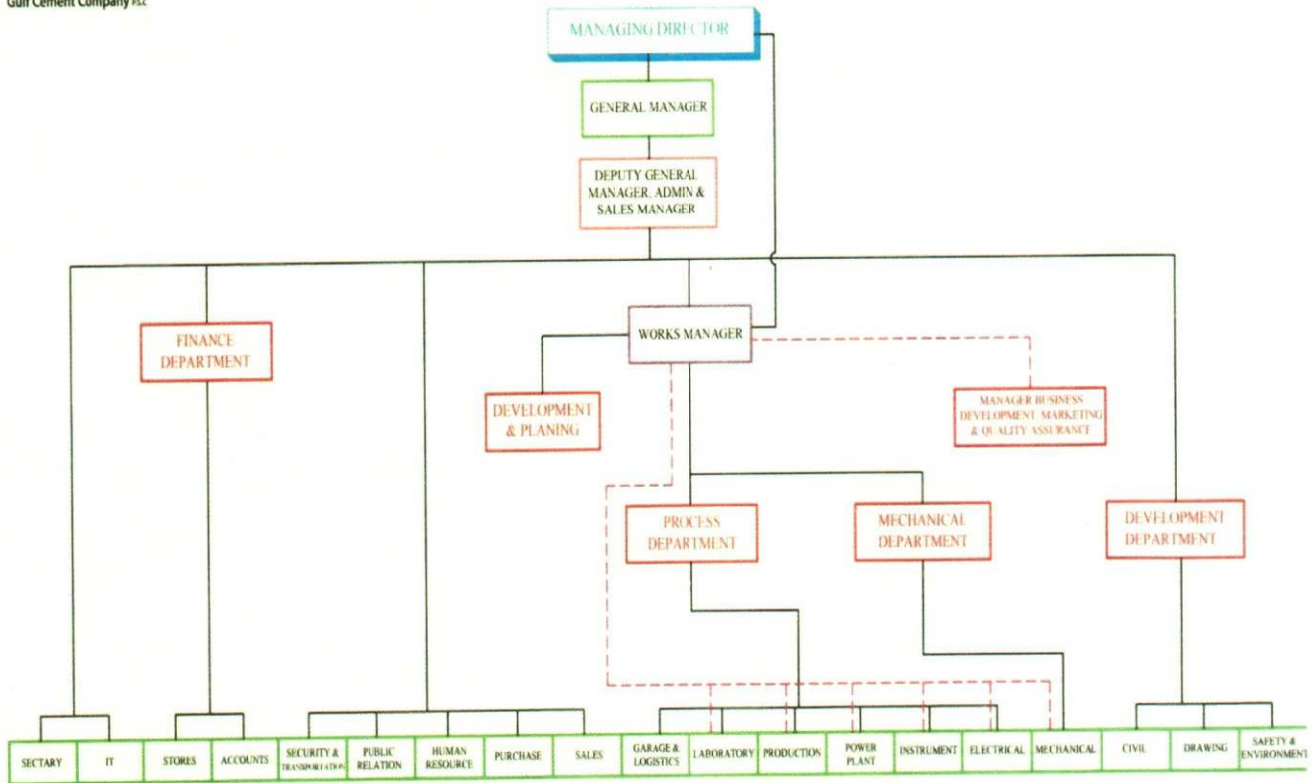 Gulf Cement Company P.S.C
MANAGING DIRECTOR
GENERAL MANAGER
DEPUTY GENERAL
MANAGER, ADMIN &
SALES MANAGER
FINANCE
DEPARTMENT
WORKS MANAGER
DEVELOPMENT
& PLANING
MANAGER BUSINESS
DEVELOPMENT MARKETING
& QUALITY ASSURANCE
PROCESS
DEPARTMENT
MECHANICAL
DEPARTMENT
DEVELOPMENT
DEPARTMENT
SECTARY
IT
STORES
ACCOUNTS
SECURITY &
TRANSPORTATION
PUBLIC
RELATION
HUMAN
RESOURCE
PURCHASE
SALES
GARAGE &
LOGISTICS
LABORATORY
PRODUCTION
POWER
PLANT
INSTRUMENT
ELECTRICAL
MECHANICAL
CIVIL
DRAWING
SAFETY &
ENVIRONMENT